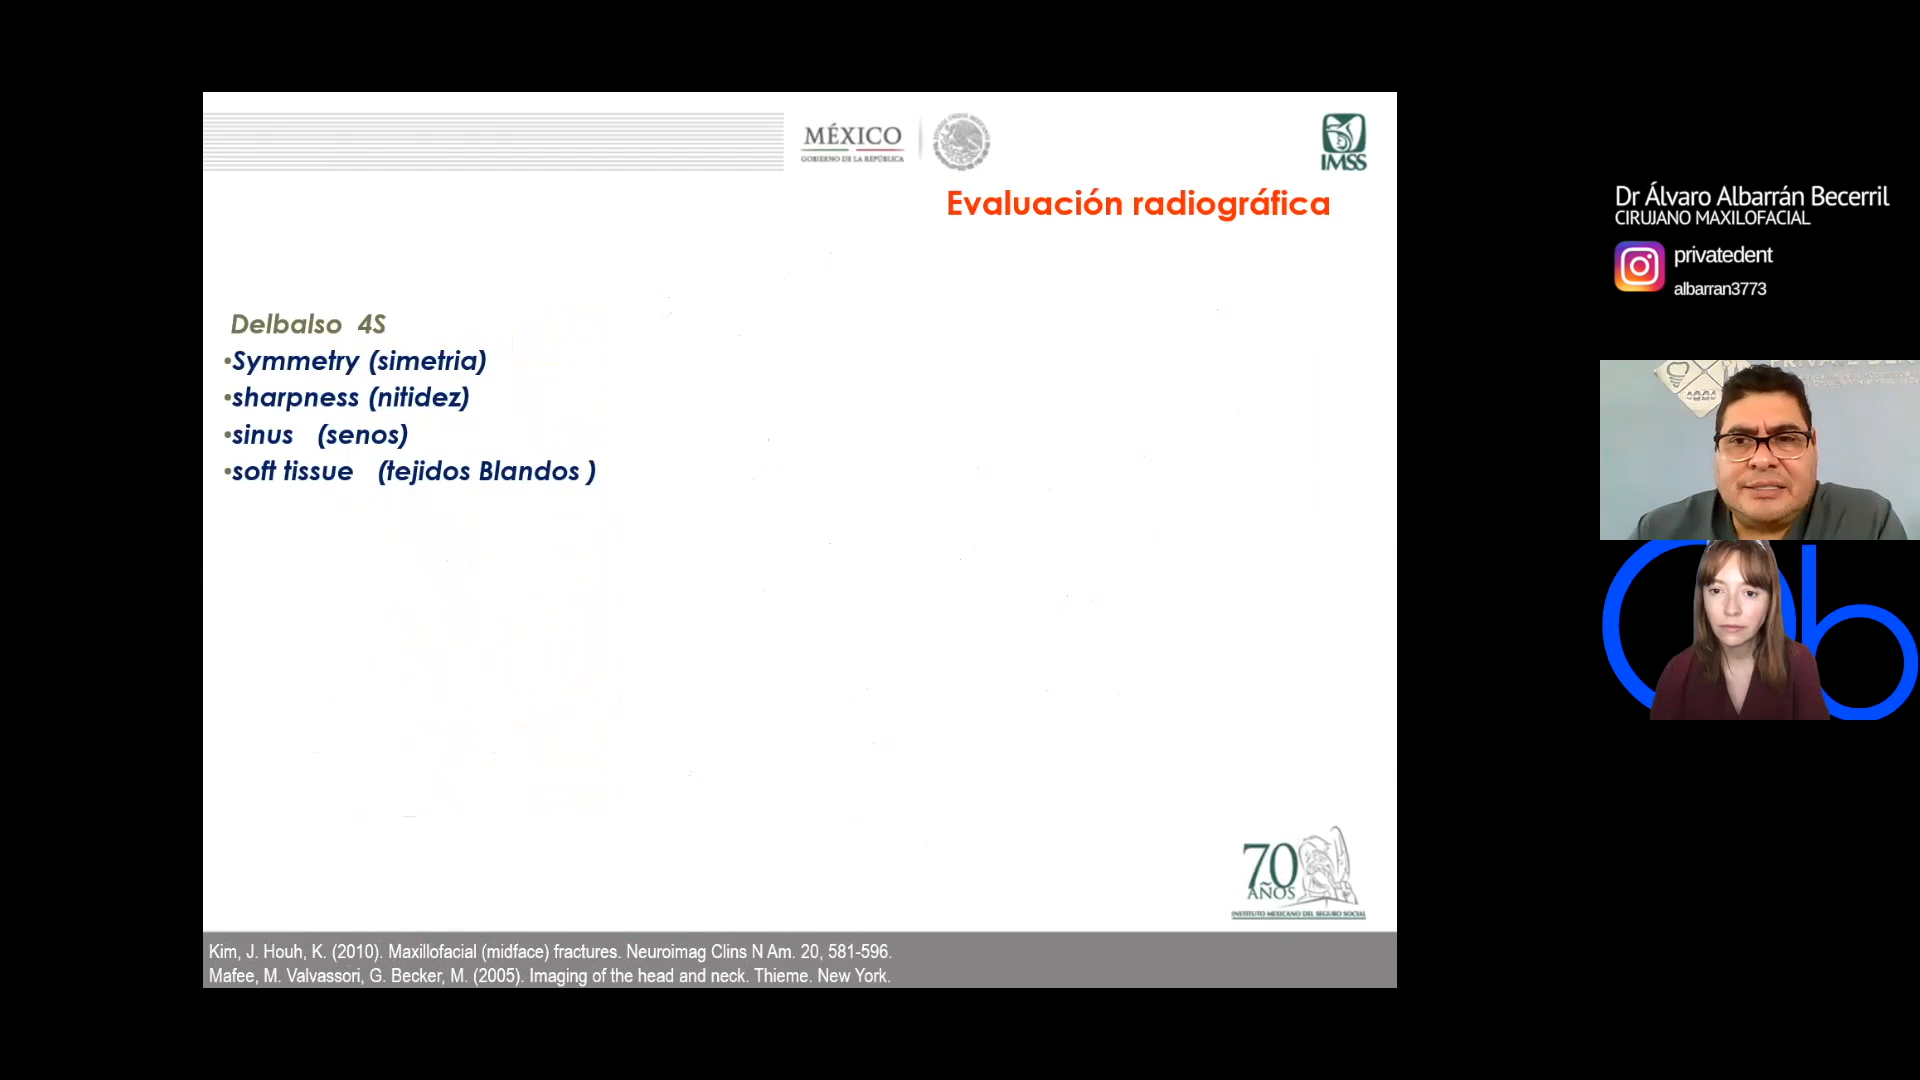 MÉXICO
GOBIERNO DE LA REPÚBLICA
IMSS
Evaluación radiográfica
Delbalso 4S
•Symmetry (simetria)
•sharpness (nitidez)
•sinus (senos)
•soft tissue (tejidos Blandos )
70
AÑOS
INSTITUTO MEXICANO DEL SEGURO SOCIAL
Kim, J. Houh, K. (2010). Maxillofacial (midface) fractures. Neuroimag Clins N Am. 20, 581-596.
Mafee, M. Valvassori, G. Becker, M. (2005). Imaging of the head and neck. Thieme. New York.
Dr Álvaro Albarrán Becerril
CIRUJANO MAXILOFACIAL
privatedent
albarran3773